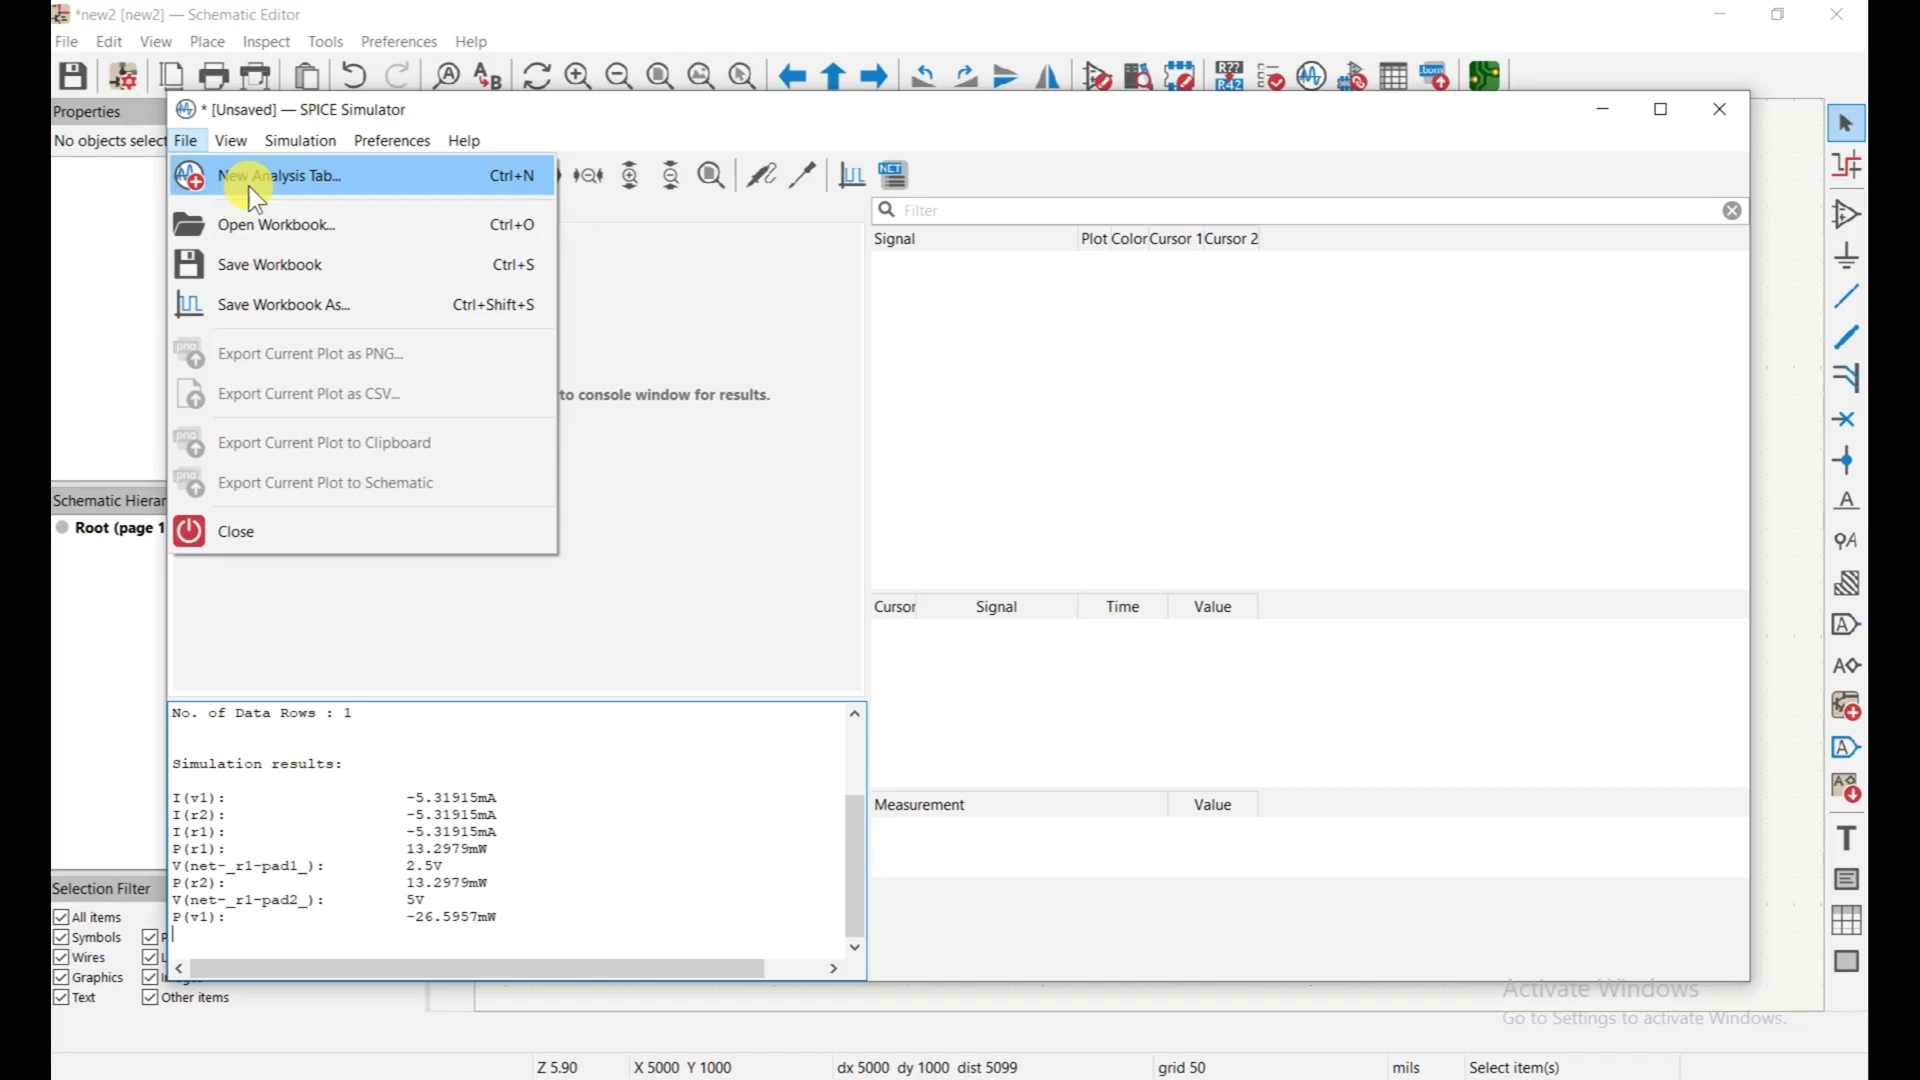 *new2 [new2] — Schematic Editor
File Edit View Place Inspect Tools Preferences Help
Properties
No objects select
* [Unsaved] — SPICE Simulator
File View Simulation Preferences Help
New Analysis Tab... Ctrl+N
Open Workbook... Ctrl+O
Save Workbook Ctrl+S
Save Workbook As... Ctrl+Shift+S
Export Current Plot as PNG...
Export Current Plot as CSV...
Export Current Plot to Clipboard
Export Current Plot to Schematic
Close
to console window for results.
Filter
Signal Plot Color Cursor 1 Cursor 2
Cursor Signal Time Value
Measurement Value
Schematic Hierar
Root (page 1
No. of Data Rows : 1
Simulation results:
I(v1): -5.31915mA
I(r2): -5.31915mA
I(r1): -5.31915mA
P(r1): 13.2979mW
V(net-_r1-pad1_): 2.5V
P(r2): 13.2979mW
V(net-_r1-pad2_): 5V
P(v1): -26.5957mW
Selection Filter
All items
Symbols
Wires
Graphics
Text Other items
Activate Windows
Go to Settings to activate Windows.
Z 5.90 X 5000 Y 1000 dx 5000 dy 1000 dist 5099 grid 50 mils Select item(s)